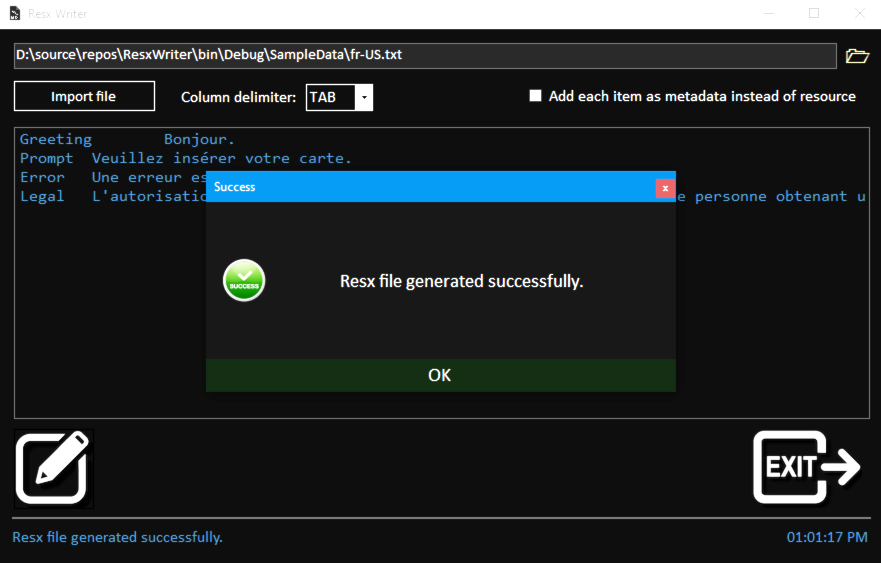 Resx Writer
D:\source\repos\ResxWriter\bin\Debug\SampleData\fr-US.txt
Import file Column delimiter: TAB Add each item as metadata instead of resource
Greeting Bonjour.
Prompt Veuillez insérer votre carte.
Error Une erreur es
Legal L'autorisatio e personne obtenant u
Success x
SUCCESS Resx file generated successfully.
OK
EXIT
Resx file generated successfully. 01:01:17 PM